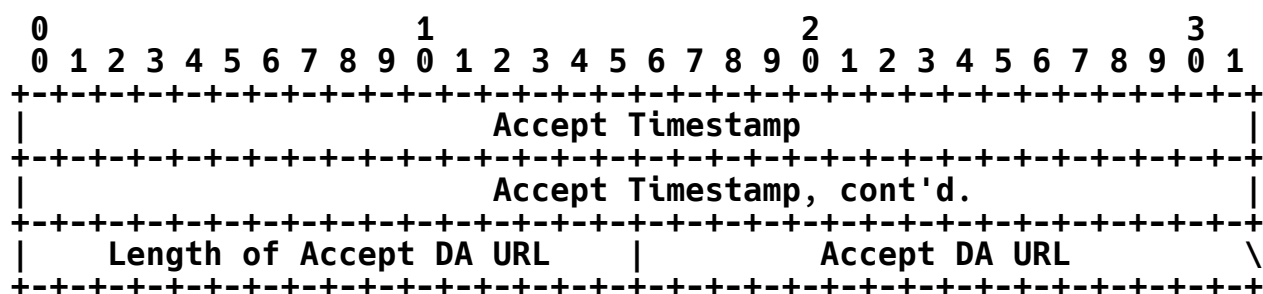 0                   1                   2                   3
 0 1 2 3 4 5 6 7 8 9 0 1 2 3 4 5 6 7 8 9 0 1 2 3 4 5 6 7 8 9 0 1
+-+-+-+-+-+-+-+-+-+-+-+-+-+-+-+-+-+-+-+-+-+-+-+-+-+-+-+-+-+-+-+-+
|                        Accept Timestamp                       |
+-+-+-+-+-+-+-+-+-+-+-+-+-+-+-+-+-+-+-+-+-+-+-+-+-+-+-+-+-+-+-+-+
|                        Accept Timestamp, cont'd.              |
+-+-+-+-+-+-+-+-+-+-+-+-+-+-+-+-+-+-+-+-+-+-+-+-+-+-+-+-+-+-+-+-+
|    Length of Accept DA URL    |         Accept DA URL         \
+-+-+-+-+-+-+-+-+-+-+-+-+-+-+-+-+-+-+-+-+-+-+-+-+-+-+-+-+-+-+-+-+